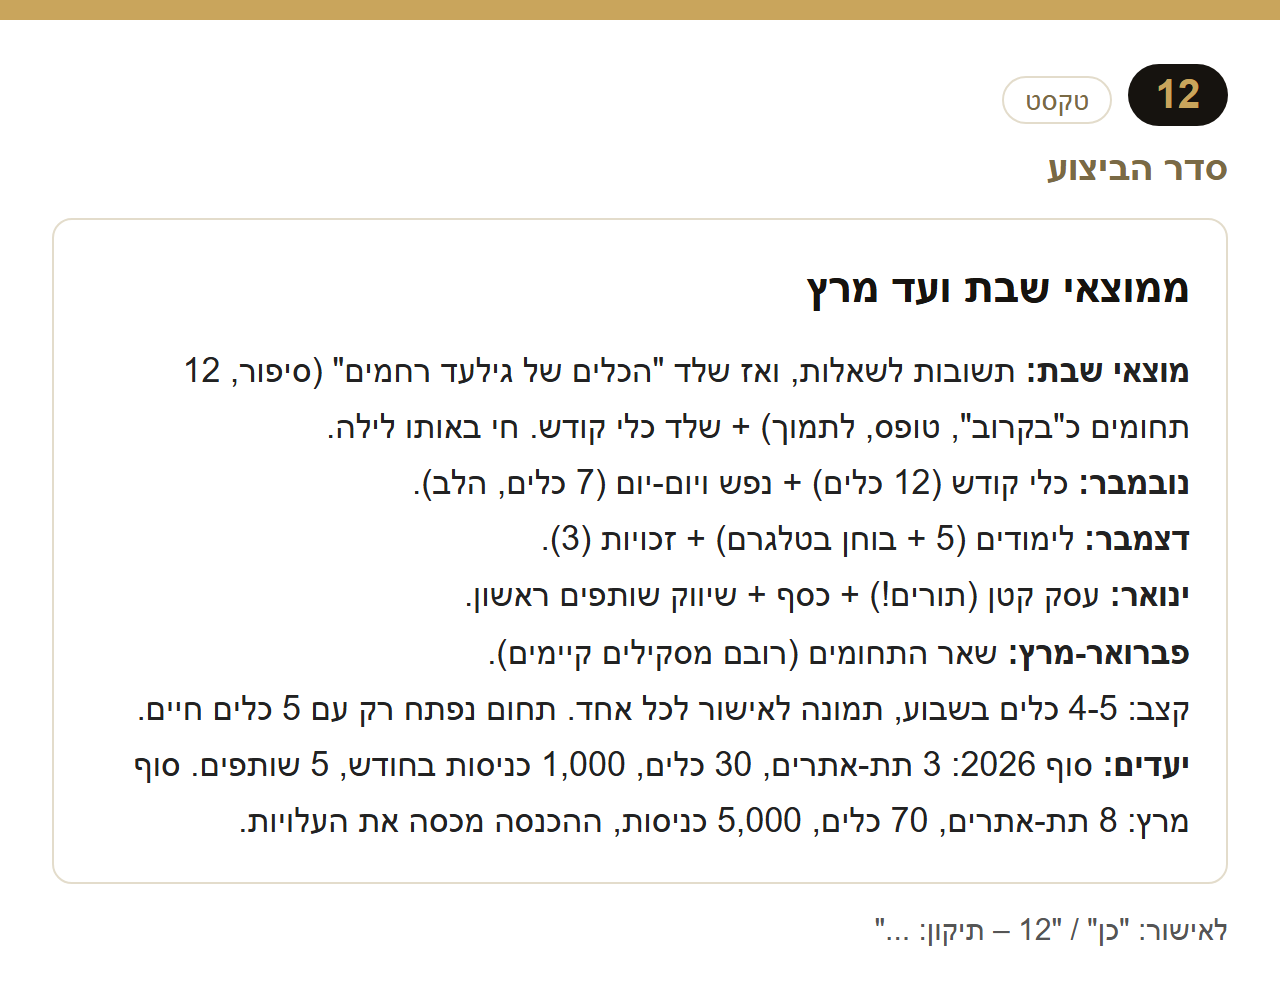 12
טקסט
סדר הביצוע
ממוצאי שבת ועד מרץ
מוצאי שבת: תשובות לשאלות, ואז שלד "הכלים של גילעד רחמים" (סיפור, 12
תחומים כ"בקרוב", טופס, לתמוך) + שלד כלי קודש. חי באותו לילה.
נובמבר: כלי קודש (12 כלים) + נפש ויום-יום (7 כלים, הלב).
דצמבר: לימודים (5 + בוחן בטלגרם) + זכויות (3).
ינואר: עסק קטן (תורים!) + כסף + שיווק שותפים ראשון.
פברואר-מרץ: שאר התחומים (רובם מסקילים קיימים).
קצב: 4-5 כלים בשבוע, תמונה לאישור לכל אחד. תחום נפתח רק עם 5 כלים חיים.
יעדים: סוף 2026: 3 תת-אתרים, 30 כלים, 1,000 כניסות בחודש, 5 שותפים. סוף
מרץ: 8 תת-אתרים, 70 כלים, 5,000 כניסות, ההכנסה מכסה את העלויות.
לאישור: "כן" / "12 – תיקון: ..."